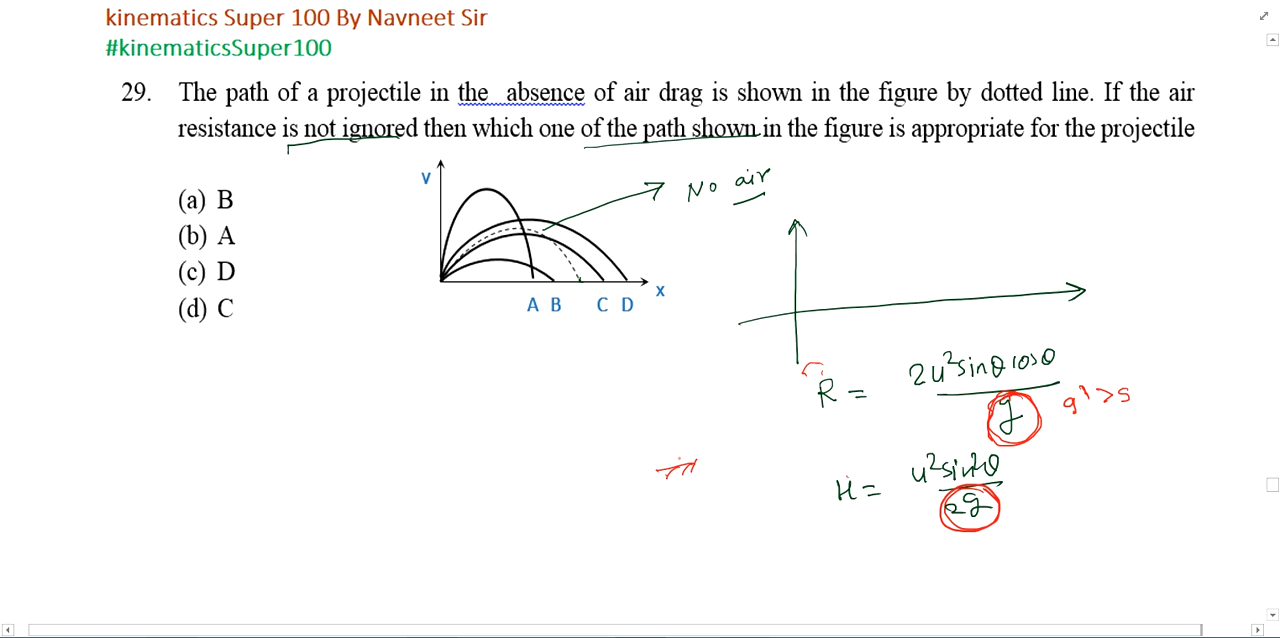 kinematics Super 100 By Navneet Sir
#kinematicsSuper100
29. The path of a projectile in the absence of air drag is shown in the figure by dotted line. If the air
resistance is not ignored then which one of the path shown in the figure is appropriate for the projectile
(a) B
(b) A
(c) D
(d) C
V
No air
X
A B C D
R = 2u²sinθcosθ / g
g' >
H = u²sin²θ / 2g